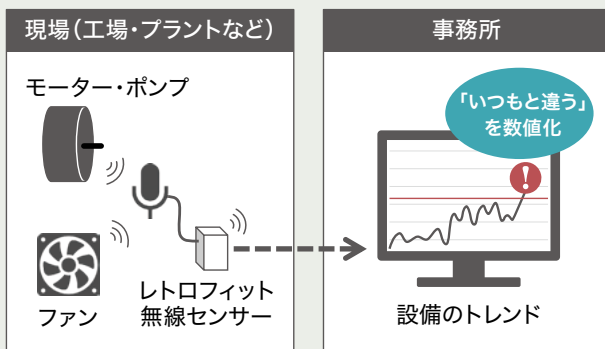 現場（工場・プラントなど）
モーター・ポンプ
ファン
レトロフィット
無線センサー
事務所
「いつもと違う」
を数値化
!
設備のトレンド